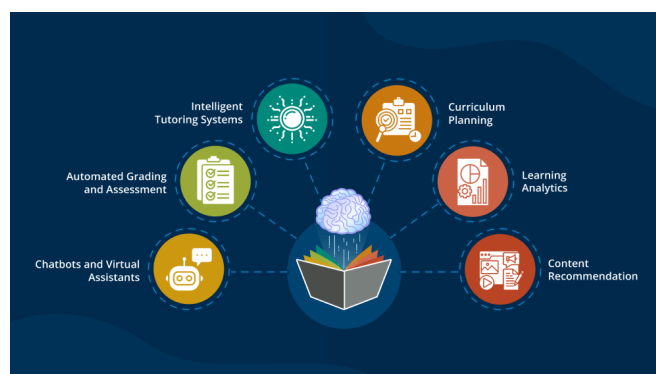 Intelligent
Tutoring Systems
Curriculum
Planning
Automated Grading
and Assessment
Learning
Analytics
Chatbots and Virtual
Assistants
Content
Recommendation